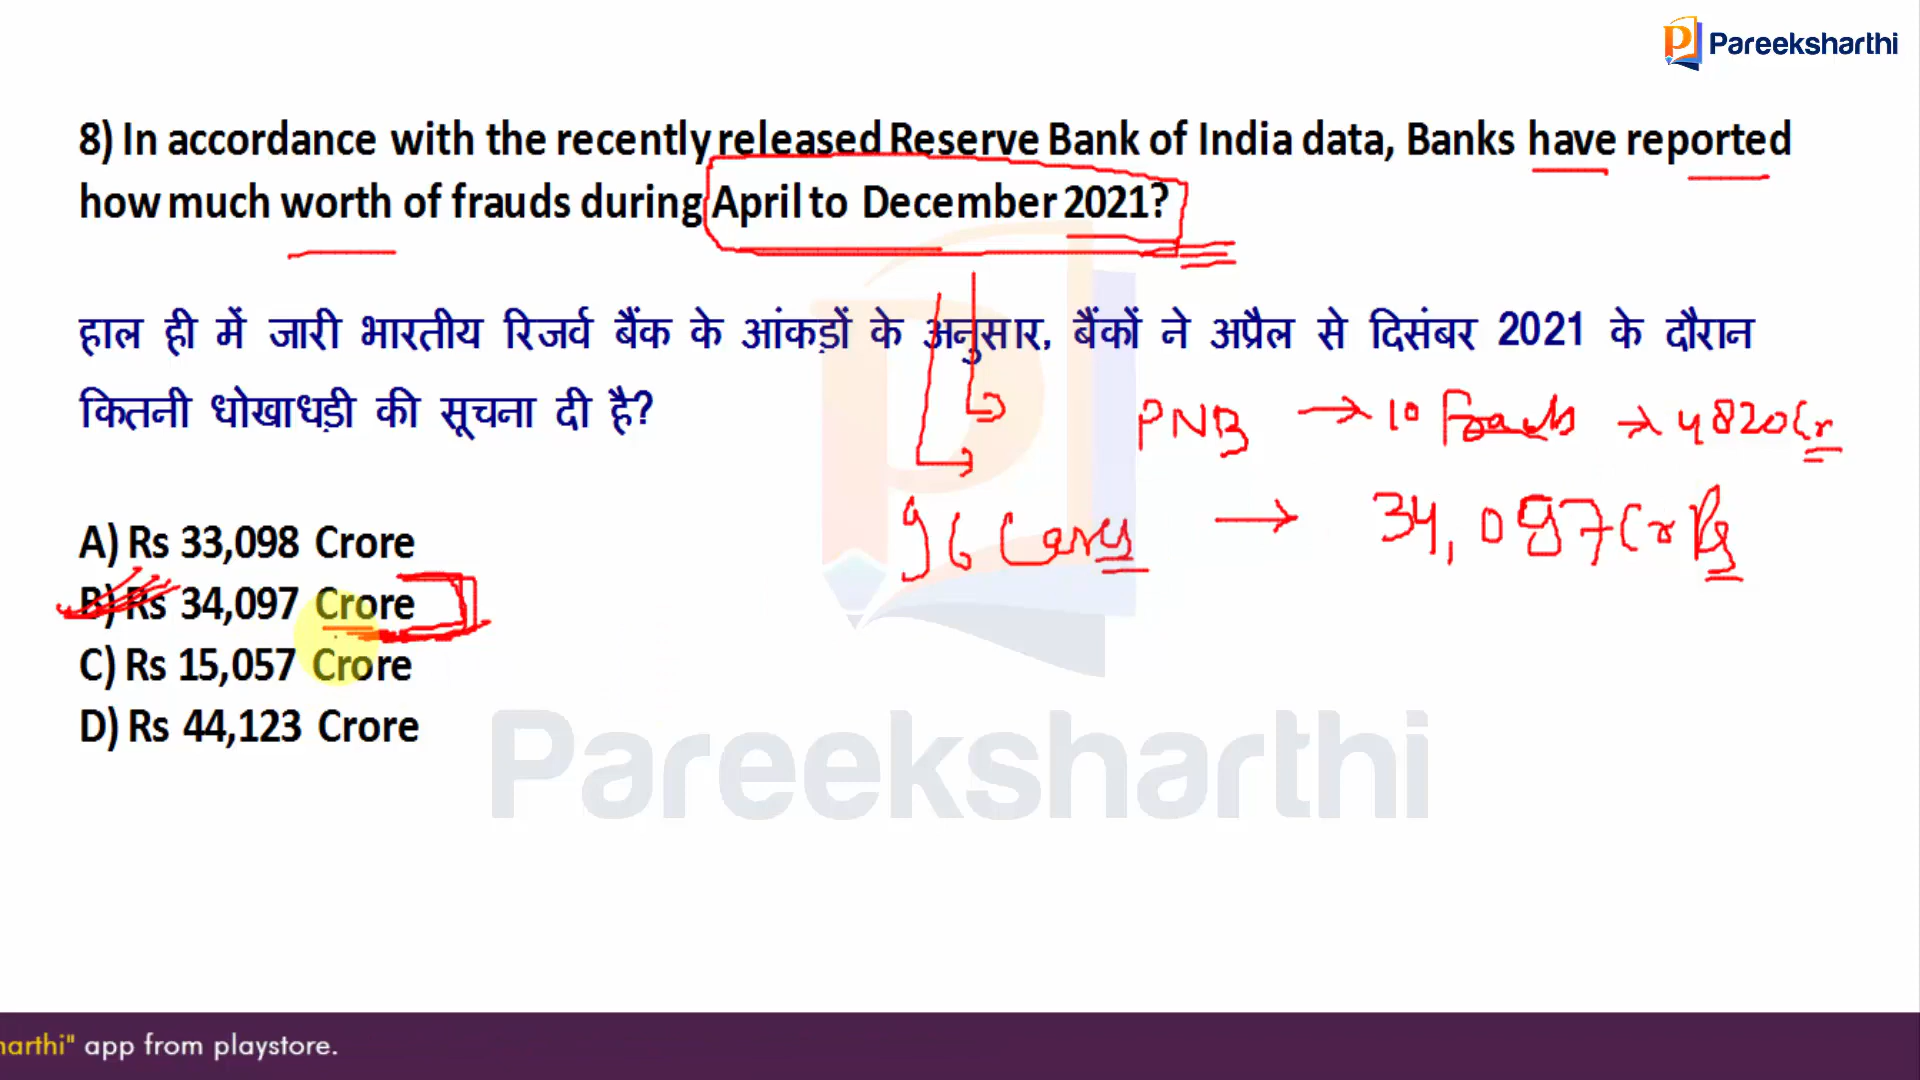 Pareeksharthi
8) In accordance with the recently released Reserve Bank of India data, Banks have reported
how much worth of frauds during April to December 2021?
हाल ही में जारी भारतीय रिजर्व बैंक के आंकड़ों के अनुसार, बैंकों ने अप्रैल से दिसंबर 2021 के दौरान
कितनी धोखाधड़ी की सूचना दी है?
PNB → 10 Frauds → 4820 Cr
96 Cases → 34,097 Cr Rs
A) Rs 33,098 Crore
B) Rs 34,097 Crore
C) Rs 15,057 Crore
D) Rs 44,123 Crore
Pareeksharthi
harthi" app from playstore.